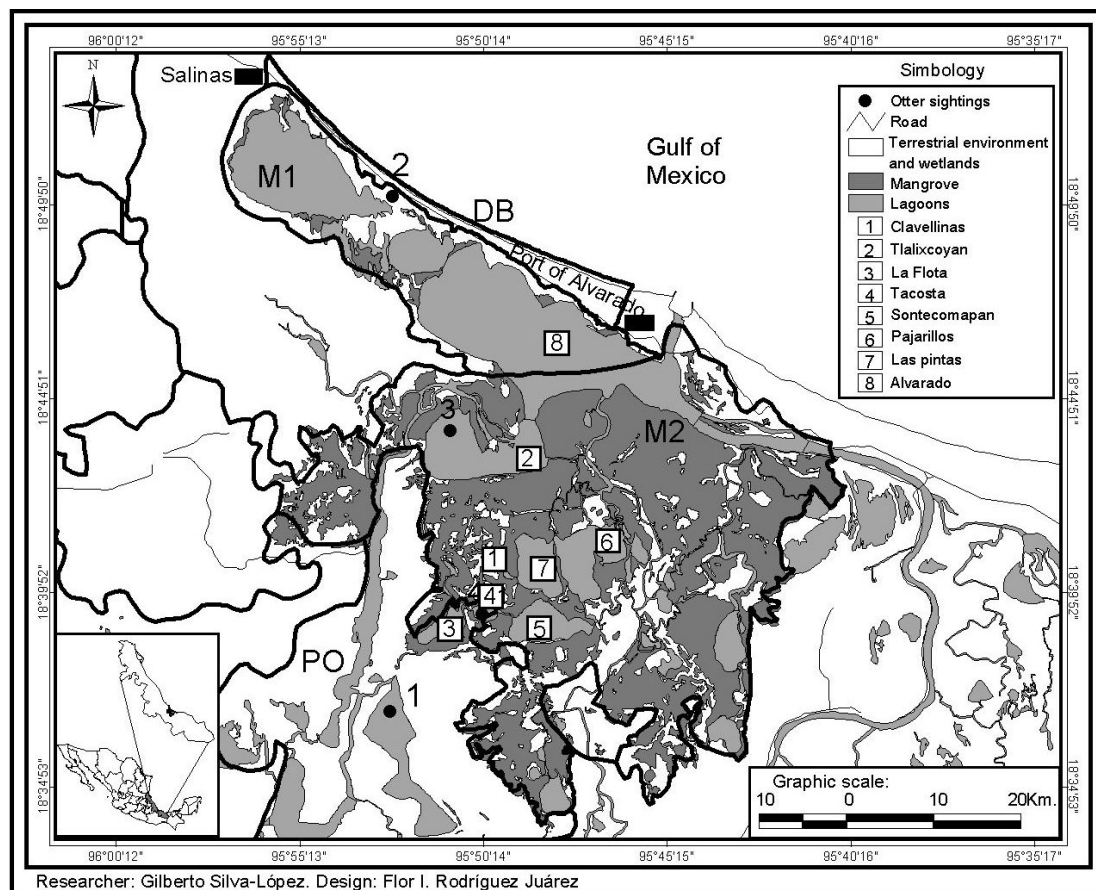 96°00'12"
95°55'13"
95°50'14"
95°45'15"
95°40'16"
95°35'17"
N
Salinas
Simbology
Otter sightings
Road
Terrestrial environment
and wetlands
Mangrove
Lagoons
1 Clavellinas
2 Tlalixcoyan
3 La Flota
4 Tacosta
5 Sontecomapan
6 Pajarillos
7 Las pintas
8 Alvarado
Gulf of
Mexico
M1
2
DB
18°49'50"
18°49'50"
Port of Alvarado
8
18°44'51"
18°44'51"
3
M2
2
6
1
7
18°39'52"
18°39'52"
4
3
5
PO
1
18°34'53"
18°34'53"
Graphic scale:
10 0 10 20Km.
96°00'12"
95°55'13"
95°50'14"
95°45'15"
95°40'16"
95°35'17"
Researcher: Gilberto Silva-López. Design: Flor I. Rodríguez Juárez